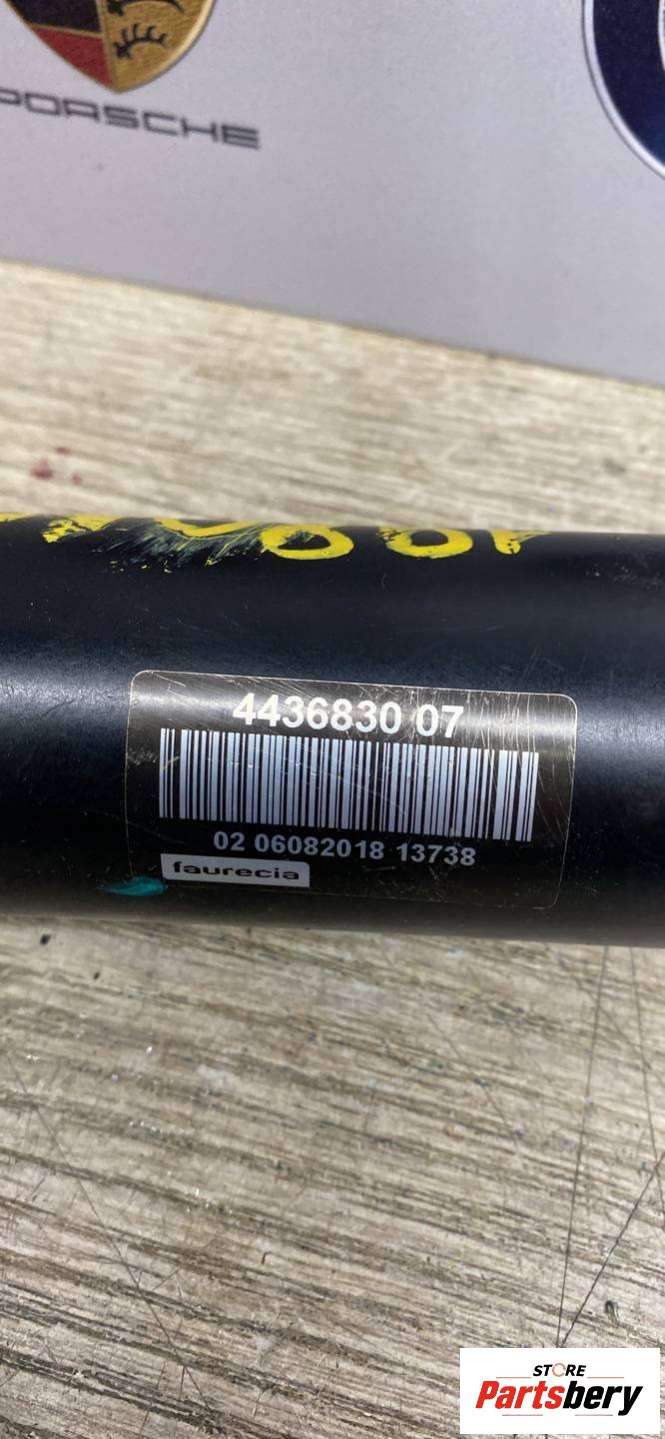 PORSCHE
4436830 07
02 06082018 13738
faurecia
STORE
Partsbery